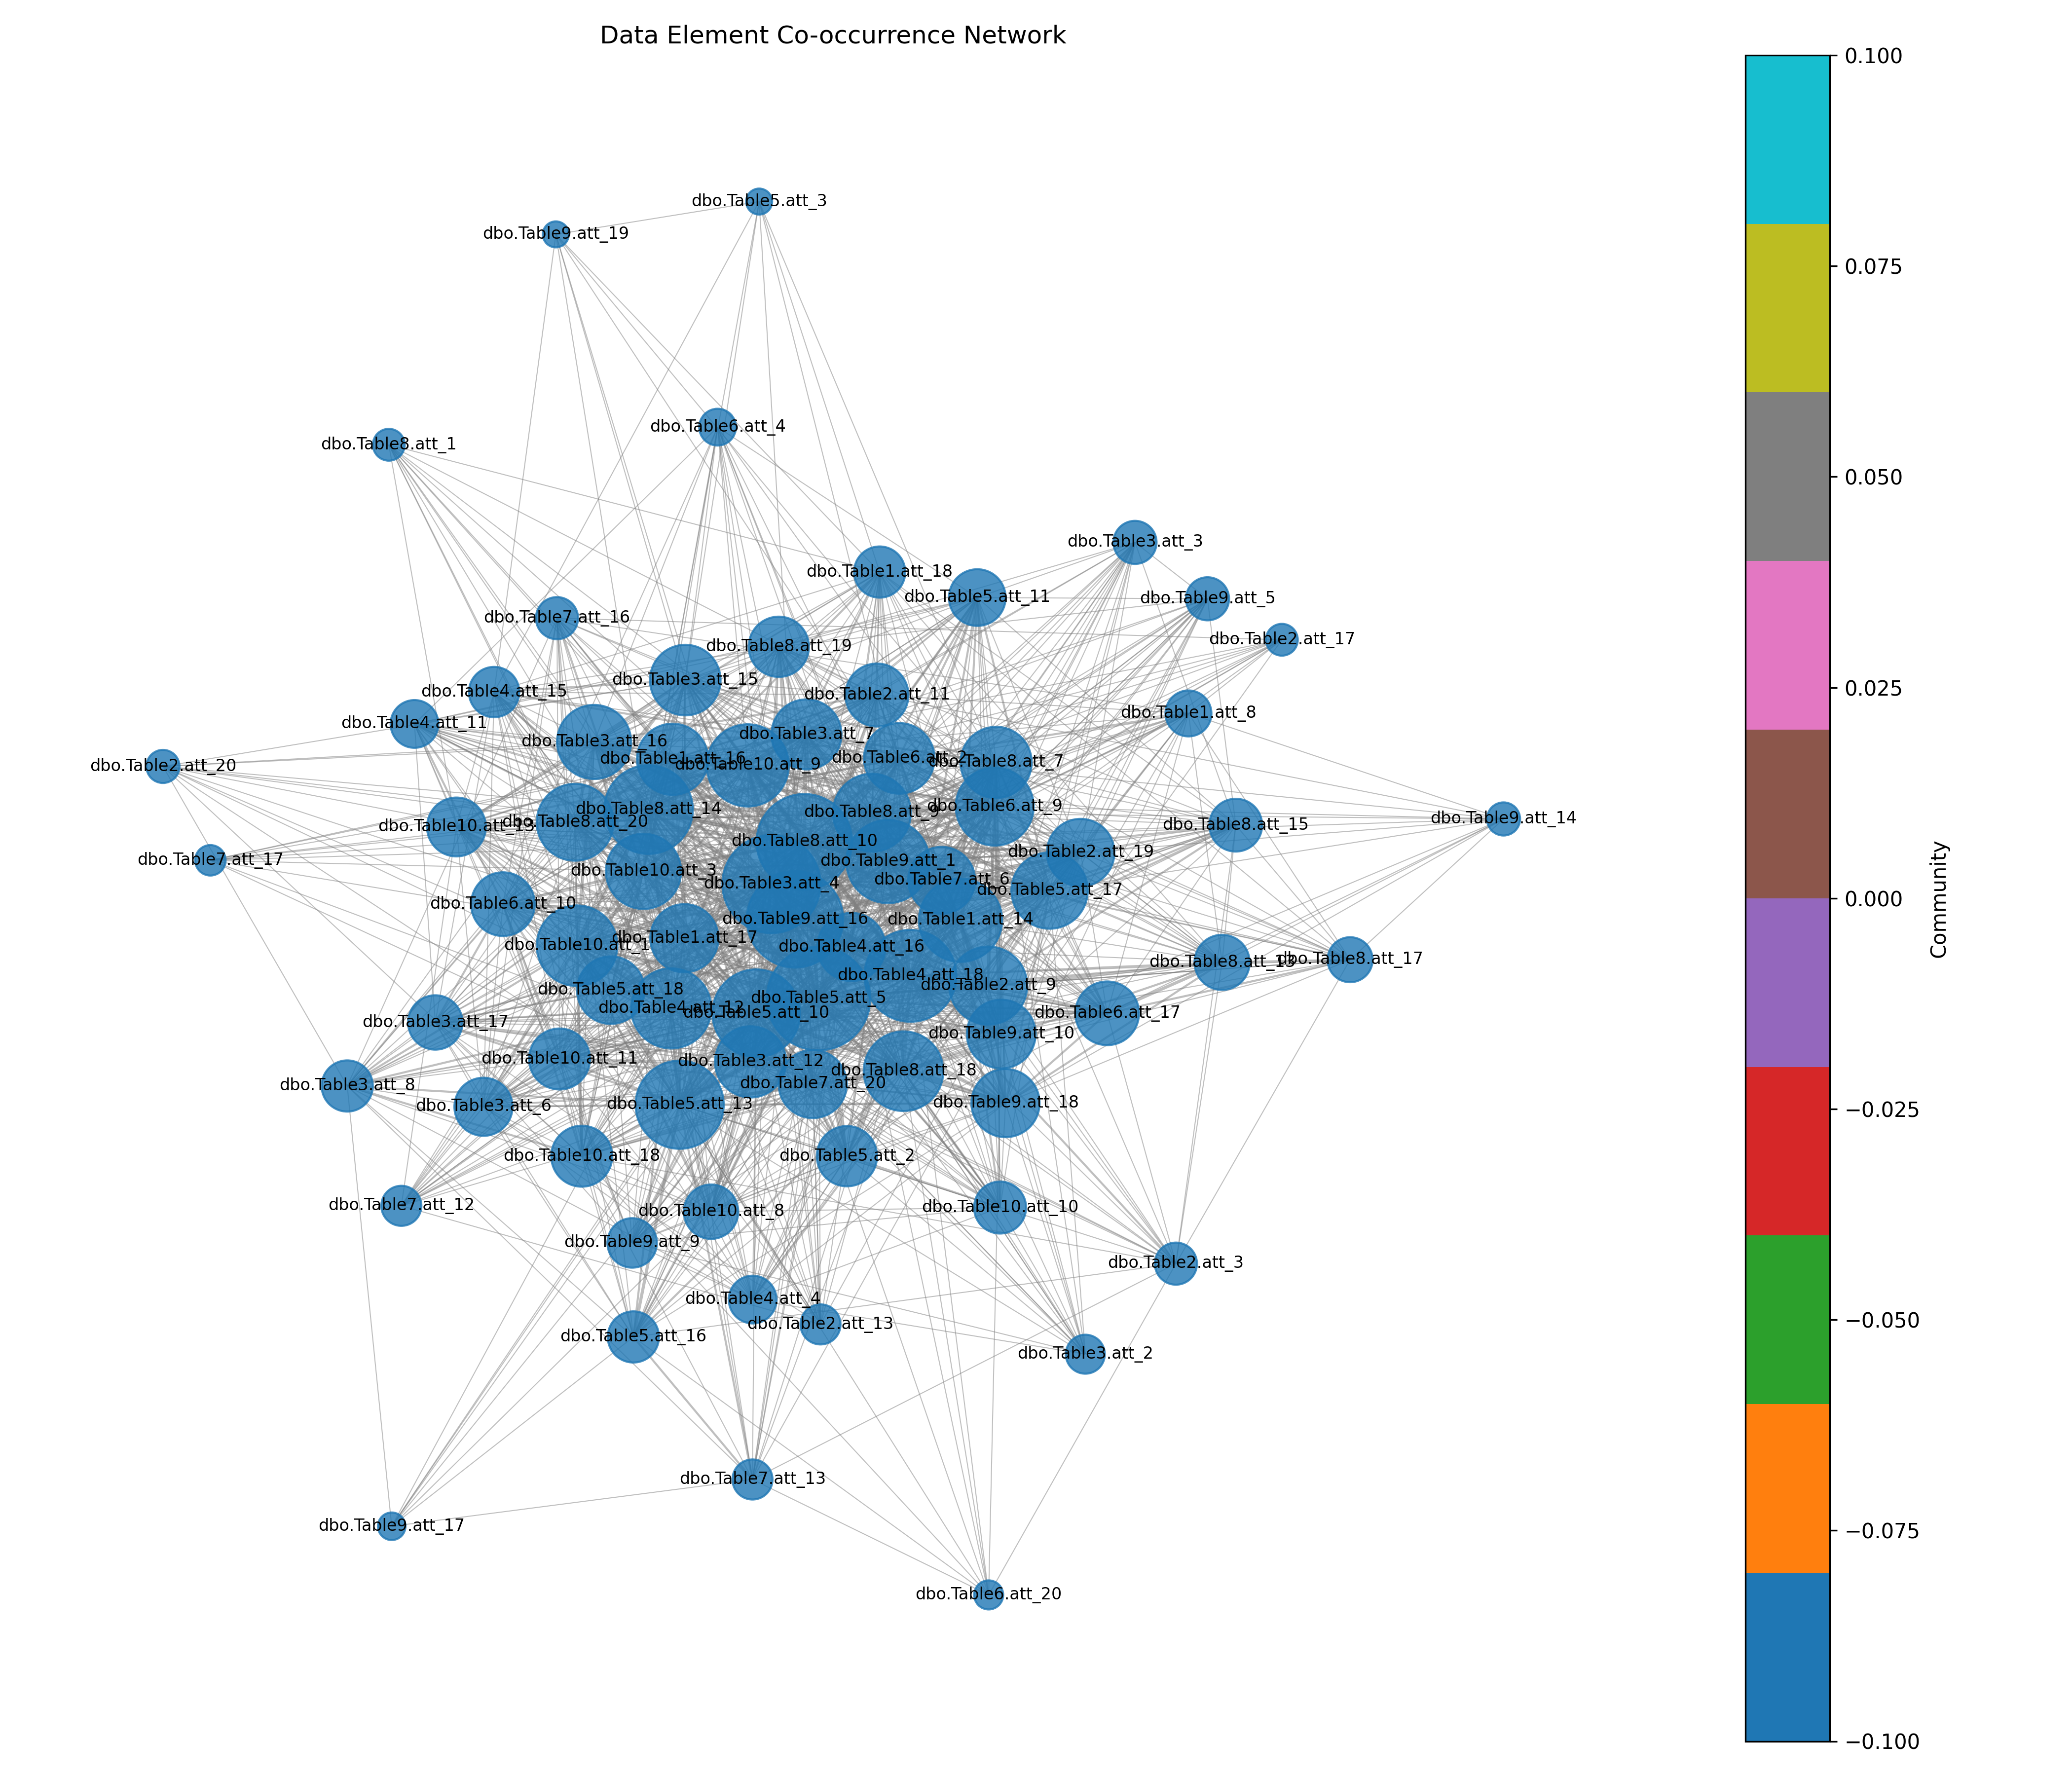 Data Element Co-occurrence Network
dbo.Table5.att_3
dbo.Table9.att_19
dbo.Table6.att_4
dbo.Table8.att_1
dbo.Table3.att_3
dbo.Table1.att_18
dbo.Table5.att_11
dbo.Table9.att_5
dbo.Table7.att_16
dbo.Table2.att_17
dbo.Table8.att_19
dbo.Table3.att_15
dbo.Table4.att_15
dbo.Table2.att_11
dbo.Table1.att_8
dbo.Table4.att_11
dbo.Table3.att_7
dbo.Table3.att_16
dbo.Table1.att_16
dbo.Table6.att_2
dbo.Table8.att_7
dbo.Table10.att_9
dbo.Table2.att_20
dbo.Table8.att_14
dbo.Table6.att_9
dbo.Table8.att_9
dbo.Table9.att_14
dbo.Table8.att_20
dbo.Table10.att_13
dbo.Table8.att_15
dbo.Table8.att_10
dbo.Table2.att_19
dbo.Table7.att_17
dbo.Table9.att_1
dbo.Table10.att_3
dbo.Table7.att_6
dbo.Table3.att_4
dbo.Table5.att_17
dbo.Table6.att_10
dbo.Table9.att_16
dbo.Table1.att_14
dbo.Table1.att_17
dbo.Table10.att_1
dbo.Table4.att_16
dbo.Table8.att_17
dbo.Table8.att_13
dbo.Table4.att_18
dbo.Table2.att_9
dbo.Table5.att_18
dbo.Table5.att_5
dbo.Table4.att_12
dbo.Table5.att_10
dbo.Table6.att_17
dbo.Table3.att_17
dbo.Table9.att_10
dbo.Table10.att_11
dbo.Table3.att_12
dbo.Table8.att_18
dbo.Table7.att_20
dbo.Table3.att_8
dbo.Table9.att_18
dbo.Table5.att_13
dbo.Table3.att_6
dbo.Table10.att_18
dbo.Table5.att_2
dbo.Table7.att_12
dbo.Table10.att_10
dbo.Table10.att_8
dbo.Table9.att_9
dbo.Table2.att_3
dbo.Table4.att_4
dbo.Table2.att_13
dbo.Table5.att_16
dbo.Table3.att_2
dbo.Table7.att_13
dbo.Table9.att_17
dbo.Table6.att_20
0.100
0.075
0.050
0.025
0.000
−0.025
−0.050
−0.075
−0.100
Community